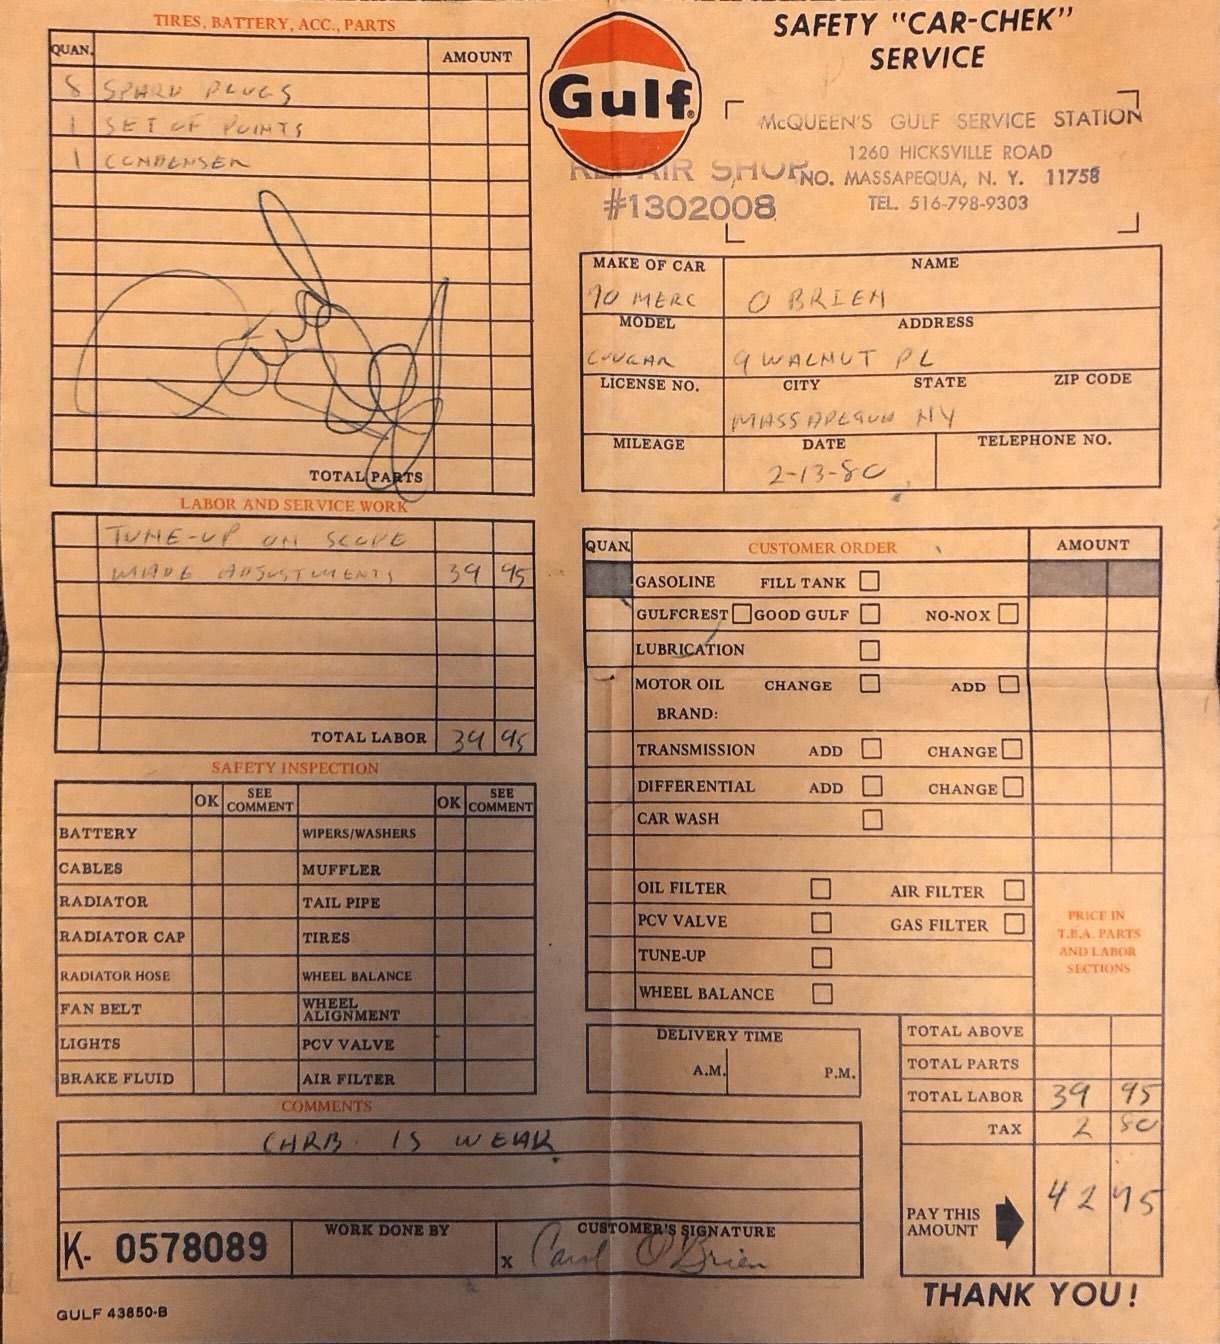 TIRES, BATTERY, ACC., PARTS
QUAN. AMOUNT
8 SPARK PLUGS
1 SET OF POINTS
1 CONDENSER
Paid
TOTAL PARTS
LABOR AND SERVICE WORK
TUNE-UP ON SCOPE
MADE ADJUSTMENTS 39 95
TOTAL LABOR 39 95
SAFETY INSPECTION
OK SEE COMMENT OK SEE COMMENT
BATTERY WIPERS/WASHERS
CABLES MUFFLER
RADIATOR TAIL PIPE
RADIATOR CAP TIRES
RADIATOR HOSE WHEEL BALANCE
FAN BELT WHEEL ALIGNMENT
LIGHTS PCV VALVE
BRAKE FLUID AIR FILTER
COMMENTS
CARB. IS WEAK
K- 0578089 WORK DONE BY CUSTOMER'S SIGNATURE
x Carol O'Brien
GULF 43850-B
Gulf®
SAFETY "CAR-CHEK"
SERVICE
McQUEEN'S GULF SERVICE STATION
1260 HICKSVILLE ROAD
NO. MASSAPEQUA, N. Y. 11758
TEL. 516-798-9303
REPAIR SHOP
#1302008
MAKE OF CAR NAME
70 MERC O BRIEN
MODEL ADDRESS
COUGAR 9 WALNUT PL
LICENSE NO. CITY STATE ZIP CODE
MASSAPEQUA NY
MILEAGE DATE TELEPHONE NO.
2-13-80
QUAN. CUSTOMER ORDER AMOUNT
GASOLINE FILL TANK
GULFCREST GOOD GULF NO-NOX
LUBRICATION
MOTOR OIL CHANGE ADD
BRAND:
TRANSMISSION ADD CHANGE
DIFFERENTIAL ADD CHANGE
CAR WASH
OIL FILTER AIR FILTER
PCV VALVE GAS FILTER
TUNE-UP
WHEEL BALANCE
PRICE IN
T.B.A. PARTS
AND LABOR
SECTIONS
DELIVERY TIME
A.M. P.M.
TOTAL ABOVE
TOTAL PARTS
TOTAL LABOR 39 95
TAX 2 80
PAY THIS AMOUNT 42 75
THANK YOU!